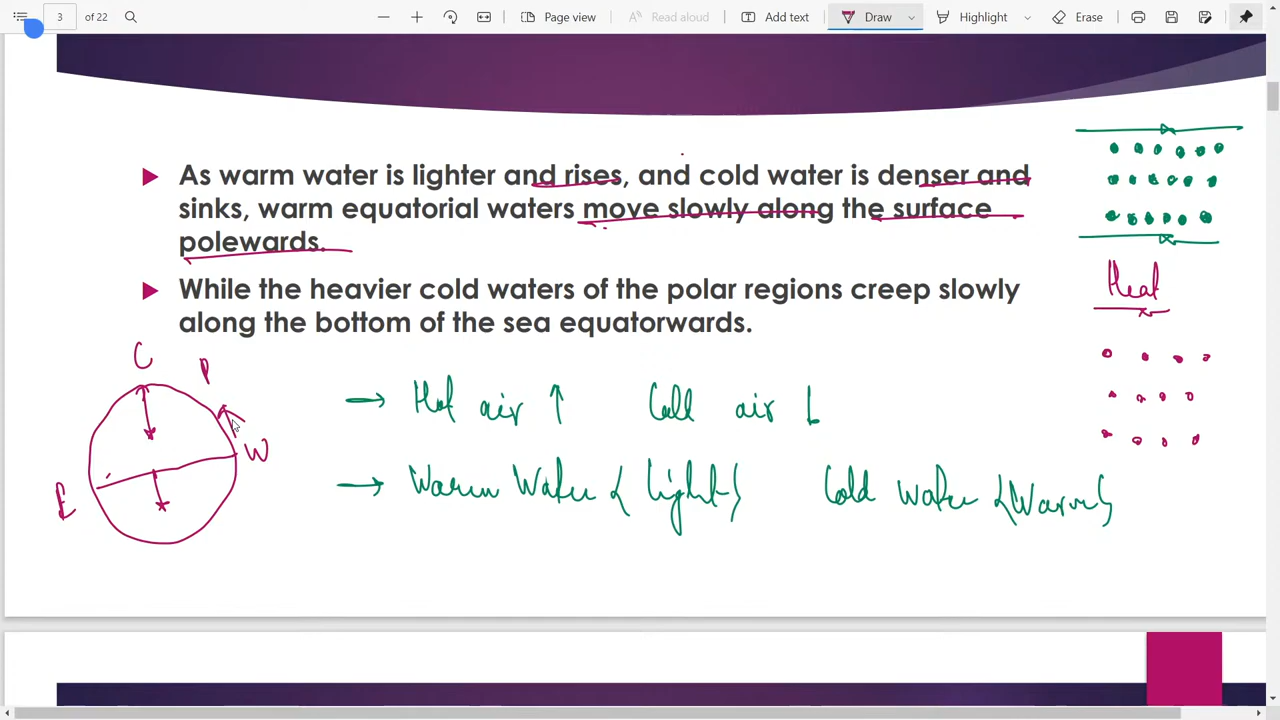 3 of 22 Page view Read aloud Add text Draw Highlight Erase
As warm water is lighter and rises, and cold water is denser and
sinks, warm equatorial waters move slowly along the surface
polewards.
Heat
While the heavier cold waters of the polar regions creep slowly
along the bottom of the sea equatorwards.
C P
W
E
→ Hot air ↑ Cold air ↓
→ Warm Water { light } Cold water {Warm}